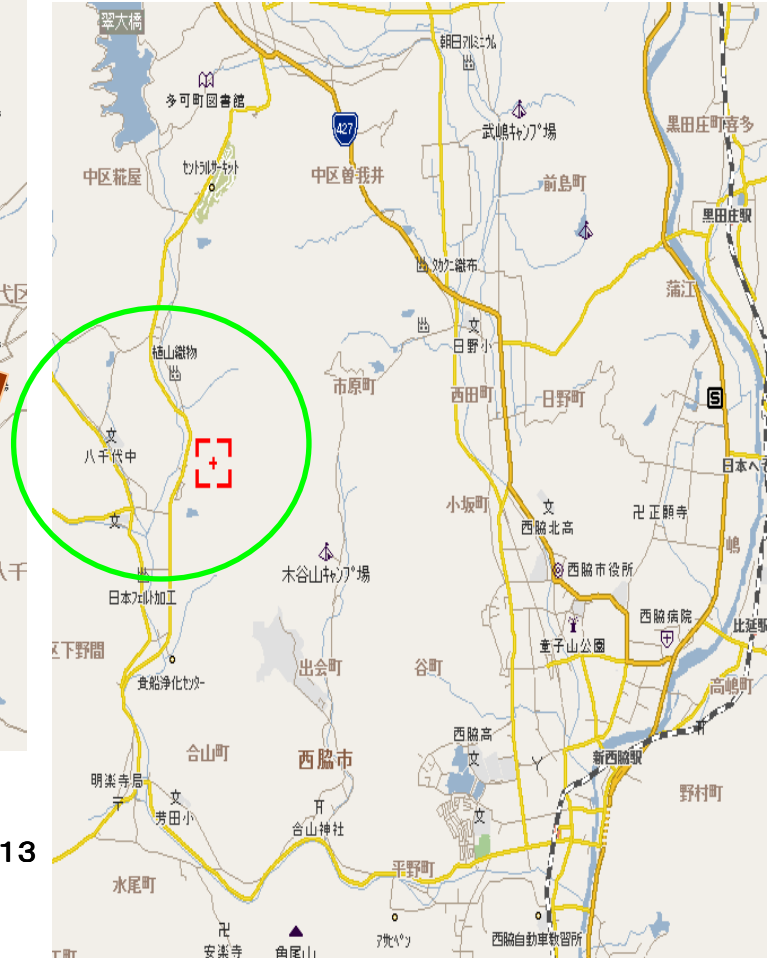 翠大橋
朝日アルミニウム
多可町図書館
427
武嶋キャンプ場
黒田庄町喜多
中区糀屋
セントラルサーキット
中区曽我井
前島町
黒田庄駅
タカクニ織布
代区
蒲江
日野小
植山織物
市原町
西田町
日野町
S
八千代中
日本へそ
小坂町
西脇北高
正願寺
嶋
八千
木谷山キャンプ場
西脇市役所
日本フェルト加工
西脇病院
比延駅
童子山公園
区下野間
出会町
谷町
貴船浄化センター
高嶋町
合山町
西脇市
西脇高
新西脇駅
明楽寺局
野村町
芳田小
合山神社
13
平野町
水尾町
アサヒペン
西脇自動車教習所
安楽寺
角尾山